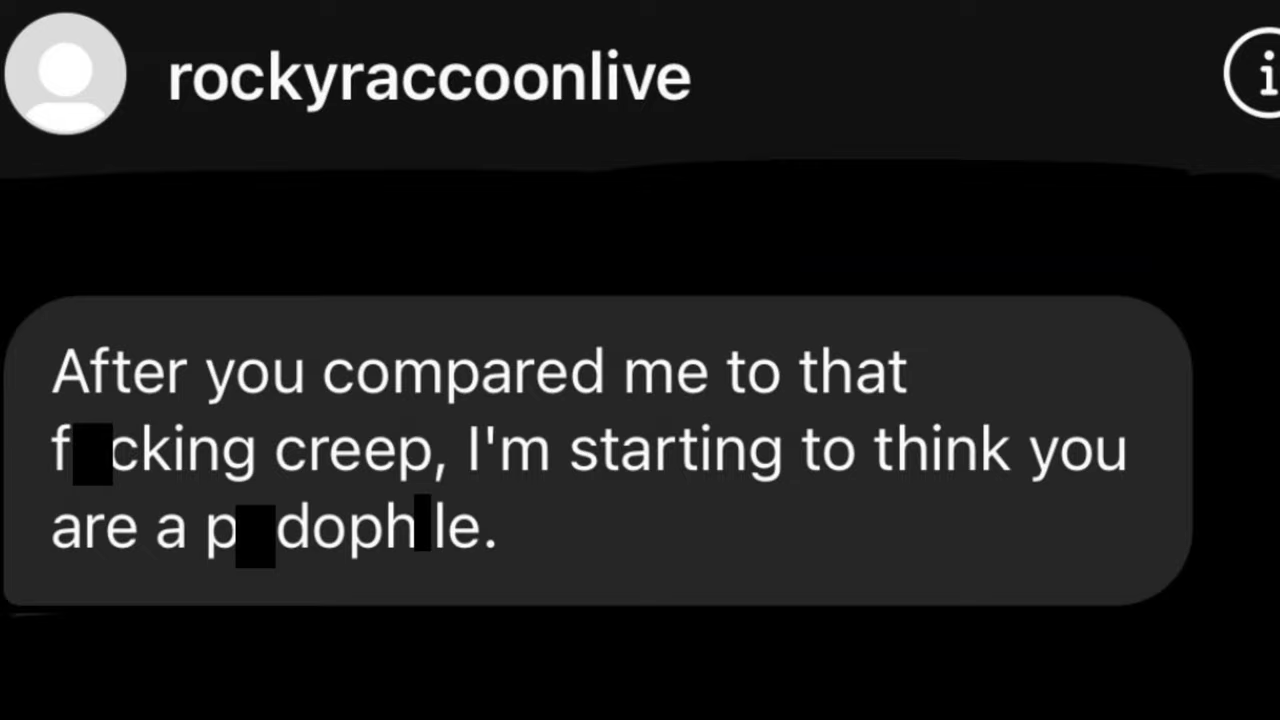 rockyraccoonlive
After you compared me to that
f cking creep, I'm starting to think you
are a p doph le.